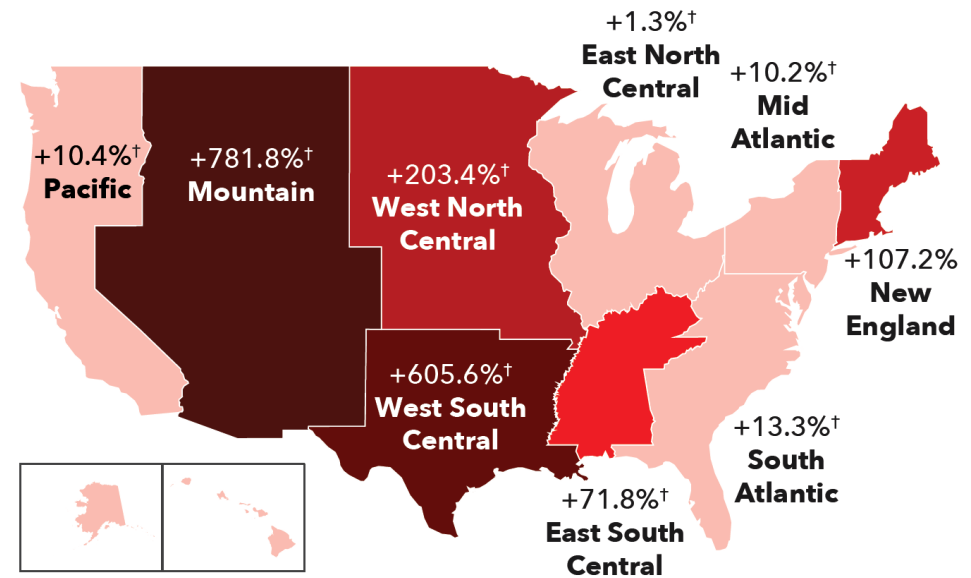 +1.3%†
East North
Central
+10.2%†
Mid
Atlantic
+10.4%†
Pacific
+781.8%†
Mountain
+203.4%†
West North
Central
+107.2%
New
England
+605.6%†
West South
Central
+13.3%†
South
Atlantic
+71.8%†
East South
Central